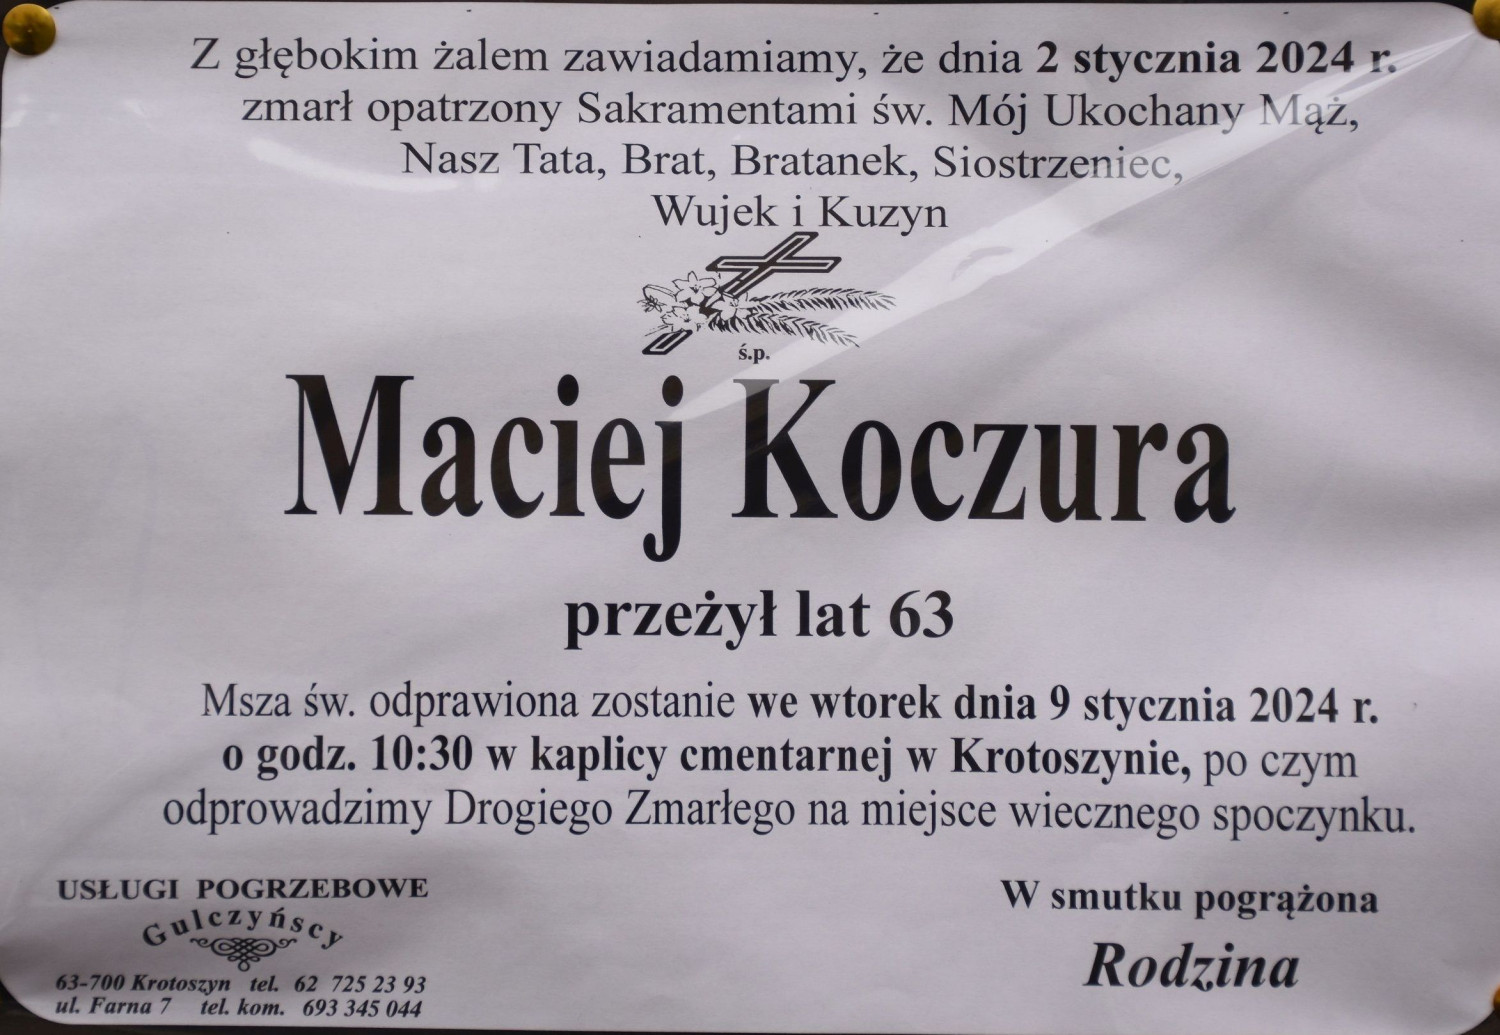 Z głębokim żalem zawiadamiamy, że dnia 2 stycznia 2024 r.
zmarł opatrzony Sakramentami św. Mój Ukochany Mąż,
Nasz Tata, Brat, Bratanek, Siostrzeniec,
Wujek i Kuzyn
ś.p.
Maciej Koczura
przeżył lat 63
Msza św. odprawiona zostanie we wtorek dnia 9 stycznia 2024 r.
o godz. 10:30 w kaplicy cmentarnej w Krotoszynie, po czym
odprowadzimy Drogiego Zmarłego na miejsce wiecznego spoczynku.
USŁUGI POGRZEBOWE
Gulczyńscy
63-700 Krotoszyn tel. 62 725 23 93
ul. Farna 7 tel. kom. 693 345 044
W smutku pogrążona
Rodzina